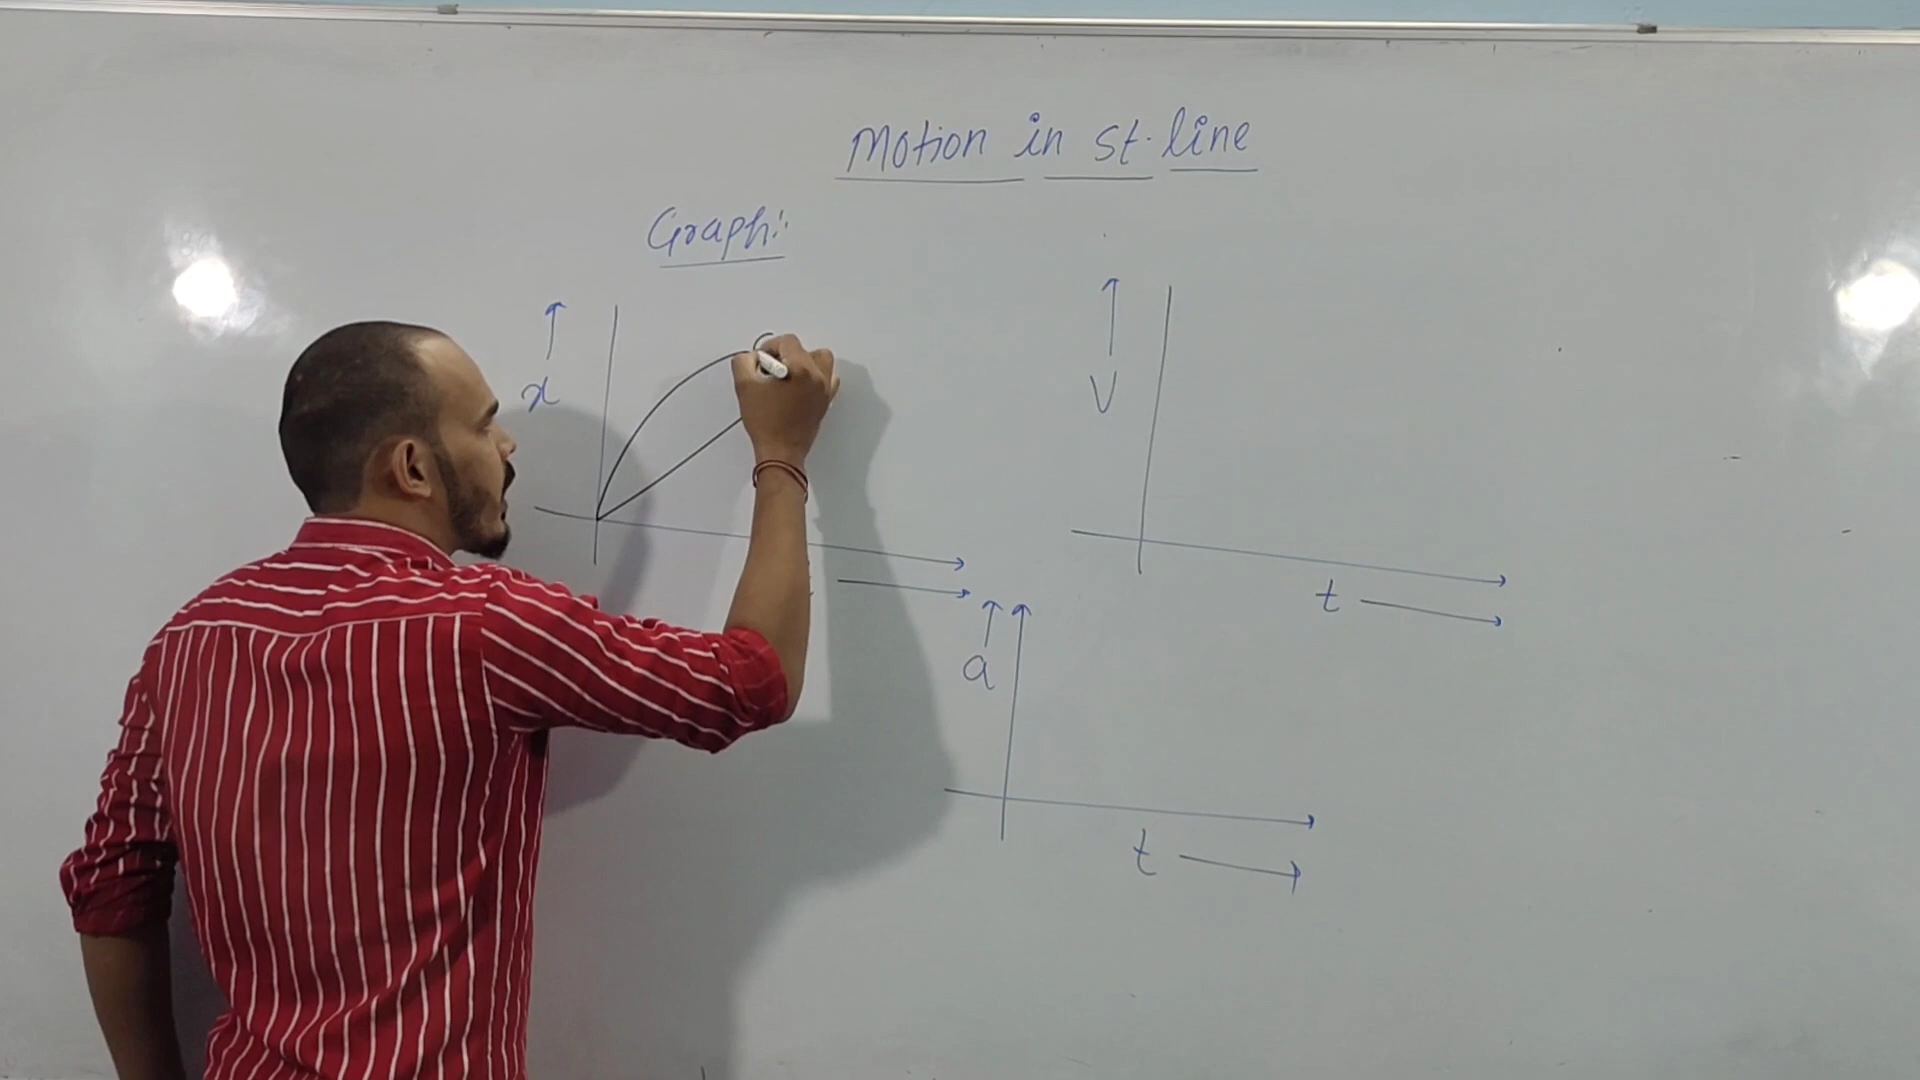 Motion in st. line
Graph:
x
V
t
a
t